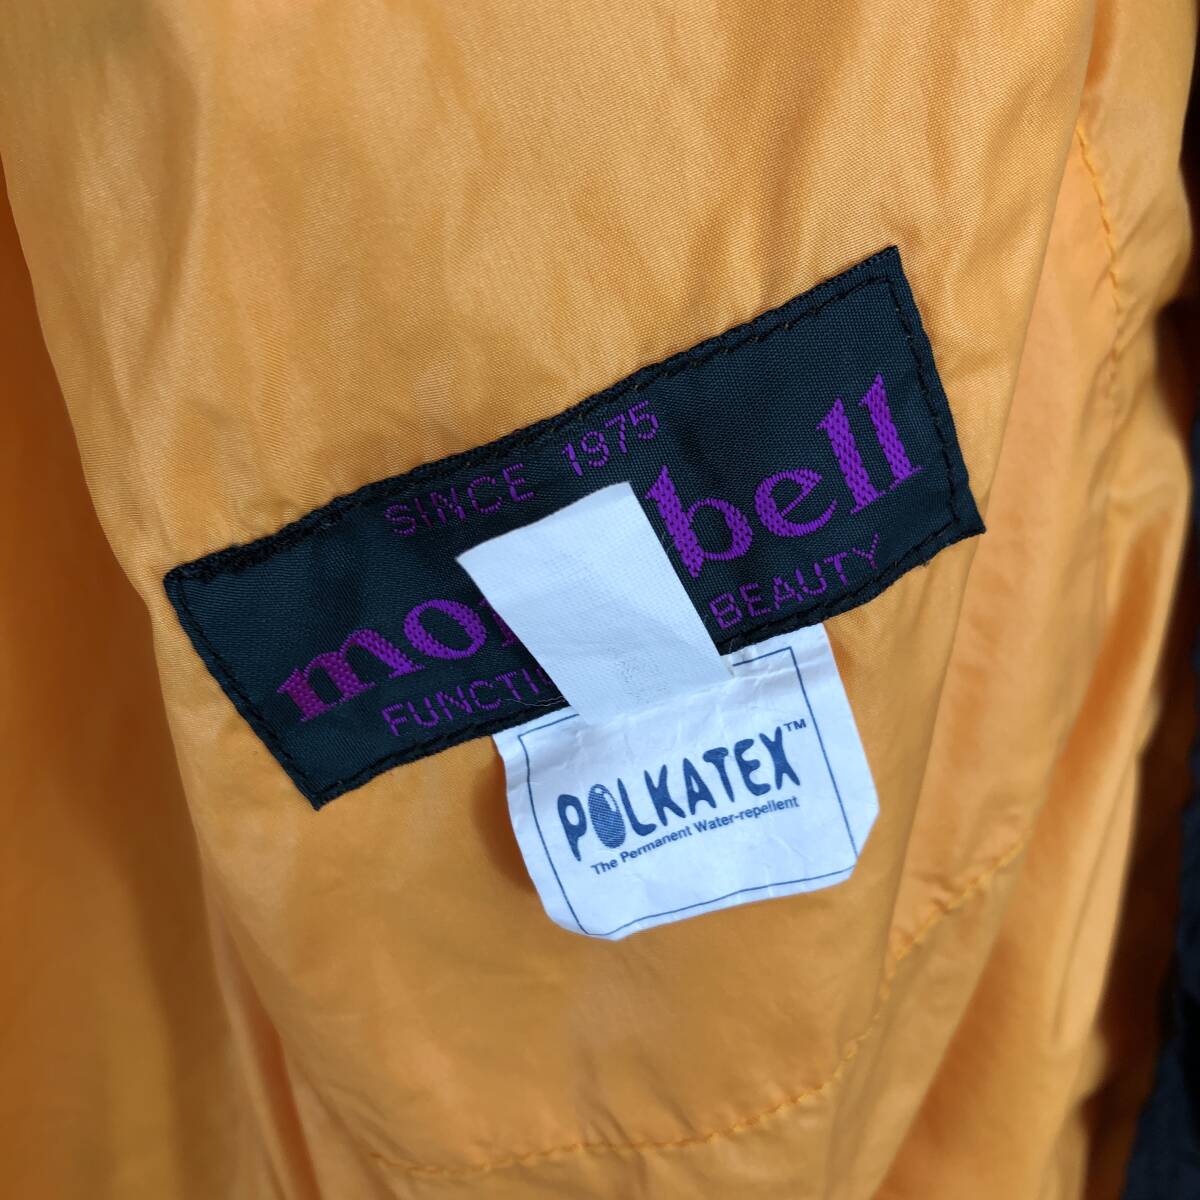 SINCE 1975
mon bell
FUNCTI BEAUTY
POLKATEX™
The Permanent Water-repellent